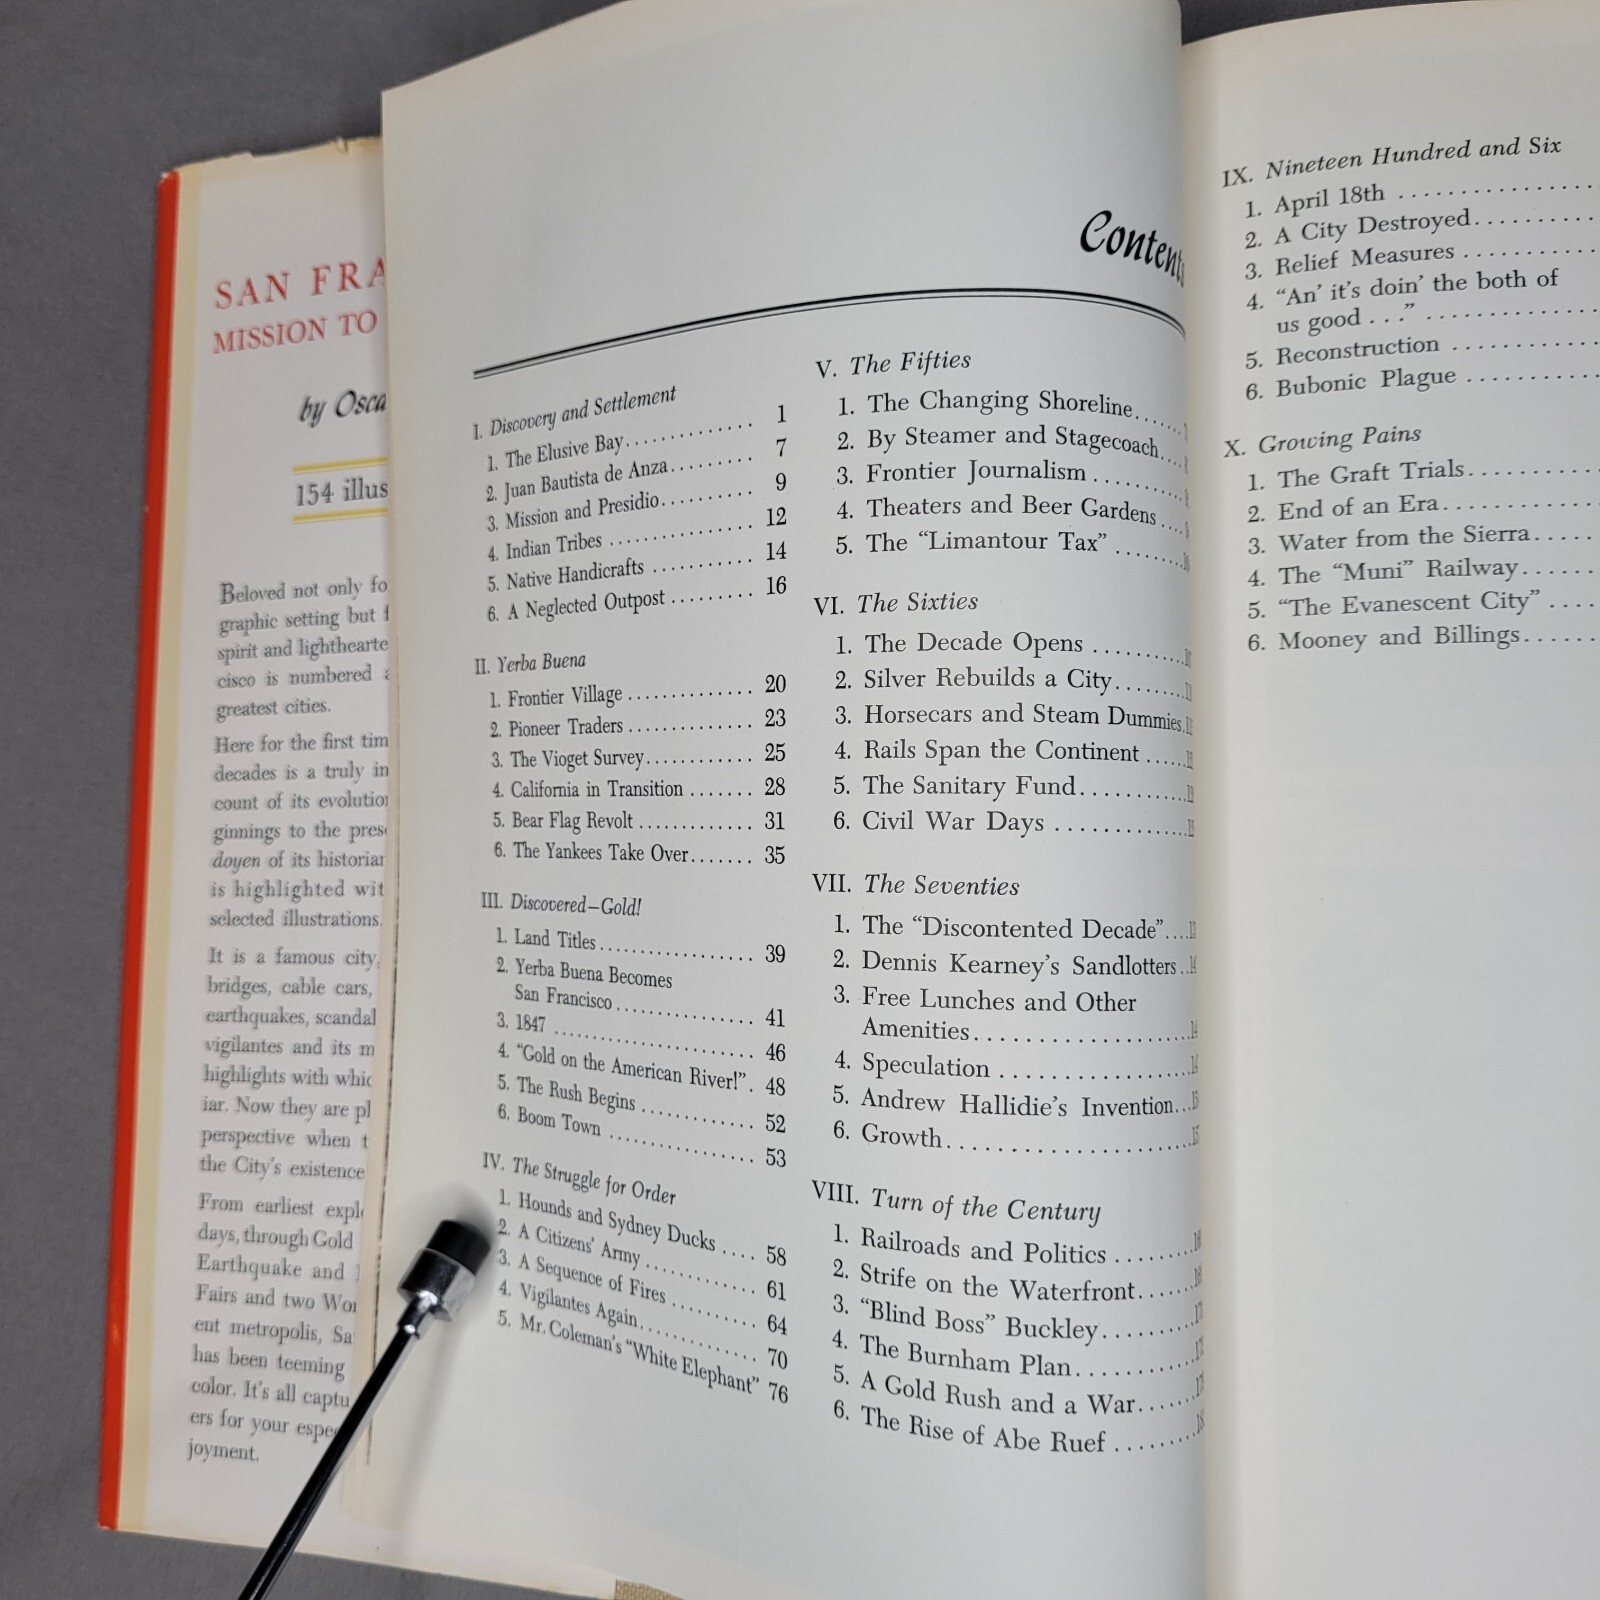 SAN FRA
MISSION TO
by Osca
154 illus
Beloved not only fo
graphic setting but f
spirit and lighthearte
cisco is numbered a
greatest cities.
Here for the first tim
decades is a truly in
count of its evolution
ginnings to the pres
doyen of its historian
is highlighted wit
selected illustrations.
It is a famous city,
bridges, cable cars,
earthquakes, scandal
vigilantes and its m
highlights with whic
iar. Now they are pl
perspective when t
the City's existence
From earliest explo
days, through Gold
Earthquake and
Fairs and two Wor
ent metropolis, Sa
has been teeming
color. It's all captu
ers for your espe
joyment.
Contents
I. Discovery and Settlement
1. The Elusive Bay.............. 1
2. Juan Bautista de Anza......... 7
3. Mission and Presidio.......... 9
4. Indian Tribes ............... 12
5. Native Handicrafts ........... 14
6. A Neglected Outpost ......... 16
II. Yerba Buena
1. Frontier Village .............. 20
2. Pioneer Traders .............. 23
3. The Vioget Survey............ 25
4. California in Transition ....... 28
5. Bear Flag Revolt ............. 31
6. The Yankees Take Over....... 35
III. Discovered—Gold!
1. Land Titles ................. 39
2. Yerba Buena Becomes
San Francisco ............... 41
3. 1847 ...................... 46
4. "Gold on the American River!". 48
5. The Rush Begins ............ 52
6. Boom Town ............... 53
IV. The Struggle for Order
1. Hounds and Sydney Ducks .... 58
2. A Citizens' Army ............ 61
3. A Sequence of Fires ......... 64
4. Vigilantes Again............. 70
5. Mr. Coleman's "White Elephant" 76
V. The Fifties
1. The Changing Shoreline......
2. By Steamer and Stagecoach....
3. Frontier Journalism .........
4. Theaters and Beer Gardens ....
5. The "Limantour Tax" ........
VI. The Sixties
1. The Decade Opens ..........
2. Silver Rebuilds a City.........
3. Horsecars and Steam Dummies.
4. Rails Span the Continent ......
5. The Sanitary Fund............
6. Civil War Days ..............
VII. The Seventies
1. The "Discontented Decade"....
2. Dennis Kearney's Sandlotters..
3. Free Lunches and Other
Amenities....................
4. Speculation ..................
5. Andrew Hallidie's Invention...
6. Growth......................
VIII. Turn of the Century
1. Railroads and Politics .........
2. Strife on the Waterfront.......
3. "Blind Boss" Buckley..........
4. The Burnham Plan............
5. A Gold Rush and a War.......
6. The Rise of Abe Ruef .........
IX. Nineteen Hundred and Six
1. April 18th ................
2. A City Destroyed..........
3. Relief Measures ...........
4. "An' it's doin' the both of
us good . . ." ..............
5. Reconstruction ............
6. Bubonic Plague ...........
X. Growing Pains
1. The Graft Trials...........
2. End of an Era.............
3. Water from the Sierra.....
4. The "Muni" Railway......
5. "The Evanescent City" ....
6. Mooney and Billings......